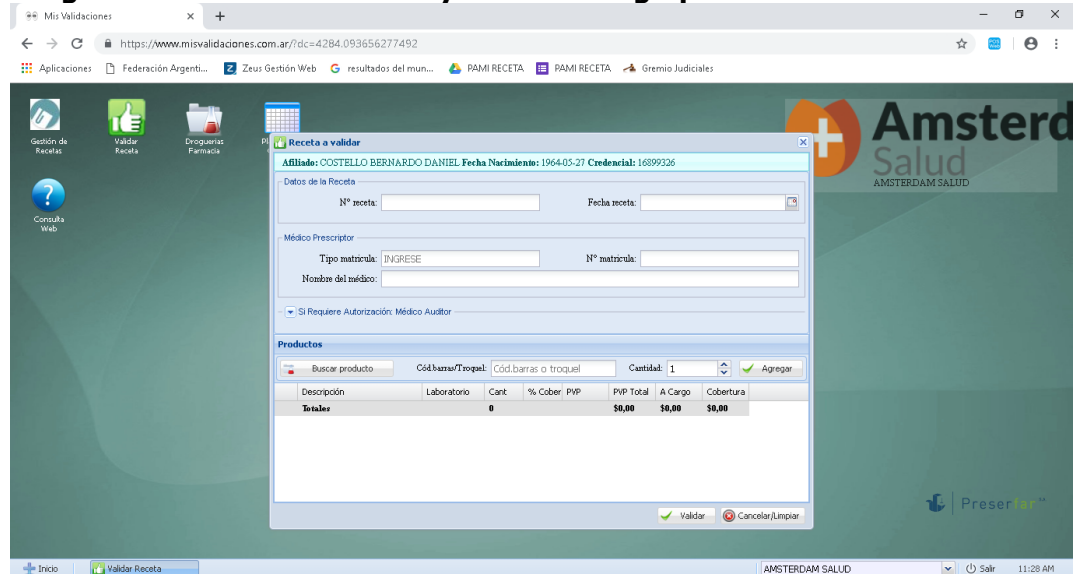 Mis Validaciones
https://www.misvalidaciones.com.ar/?dc=4284.093656277492
Aplicaciones Federación Argenti... Zeus Gestión Web resultados del mun... PAMI RECETA PAMI RECETA Gremio Judiciales
Gestión de Recetas
Validar Receta
Droguerias Farmacia
Consulta Web
Amsterd
Salud
AMSTERDAM SALUD
Receta a validar
Afiliado: COSTELLO BERNARDO DANIEL Fecha Nacimiento: 1964-05-27 Credencial: 16899326
Datos de la Receta
N° receta: Fecha receta:
Médico Prescriptor
Tipo matricula: INGRESE N° matricula:
Nombre del médico:
Si Requiere Autorización: Médico Auditor
Productos
Buscar producto Cód.barras/Troquel: Cód.barras o troquel Cantidad: 1 Agregar
Descripción Laboratorio Cant % Cober PVP PVP Total A Cargo Cobertura
Totales 0 $0,00 $0,00 $0,00
Validar Cancelar/Limpiar
Preserfar
Inicio Validar Receta AMSTERDAM SALUD Salir 11:28 AM